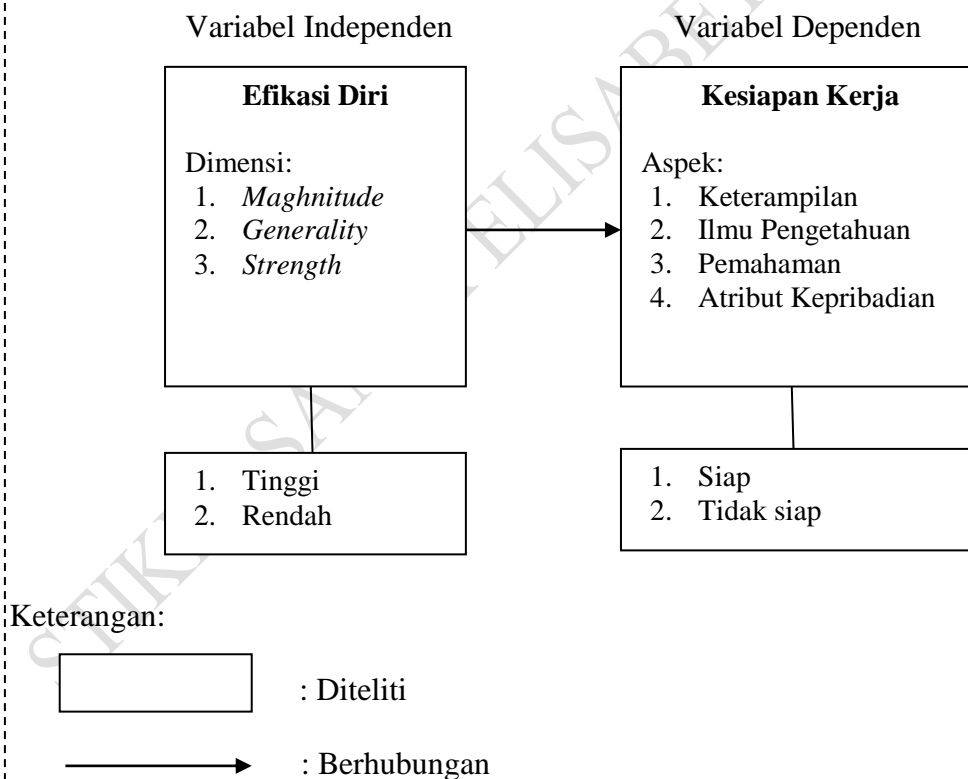 Variabel Independen
Variabel Dependen
Efikasi Diri
Dimensi:
1. Maghnitude
2. Generality
3. Strength
Kesiapan Kerja
Aspek:
1. Keterampilan
2. Ilmu Pengetahuan
3. Pemahaman
4. Atribut Kepribadian
1. Tinggi
2. Rendah
1. Siap
2. Tidak siap
Keterangan:
: Diteliti
: Berhubungan